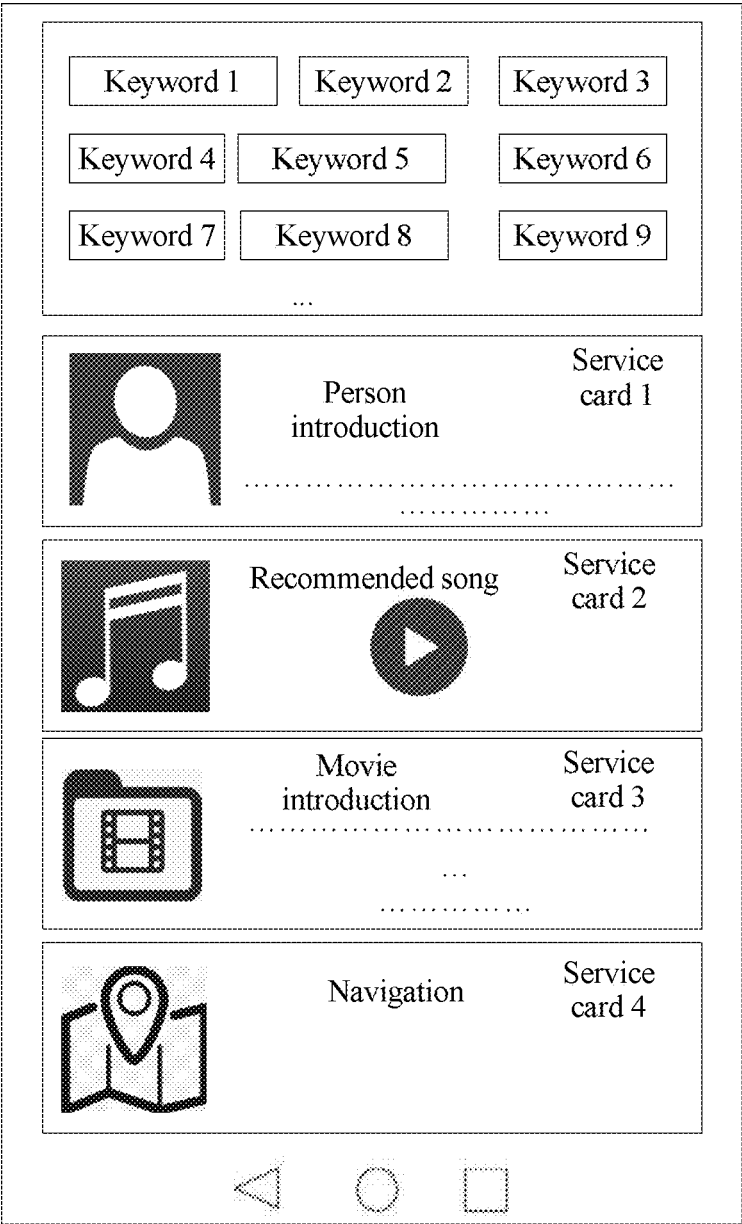 Keyword 1 Keyword 2 Keyword 3
Keyword 4 Keyword 5 Keyword 6
Keyword 7 Keyword 8 Keyword 9
...
Service
card 1
Person
introduction
Service
card 2
Recommended song
Service
card 3
Movie
introduction
...
Service
card 4
Navigation